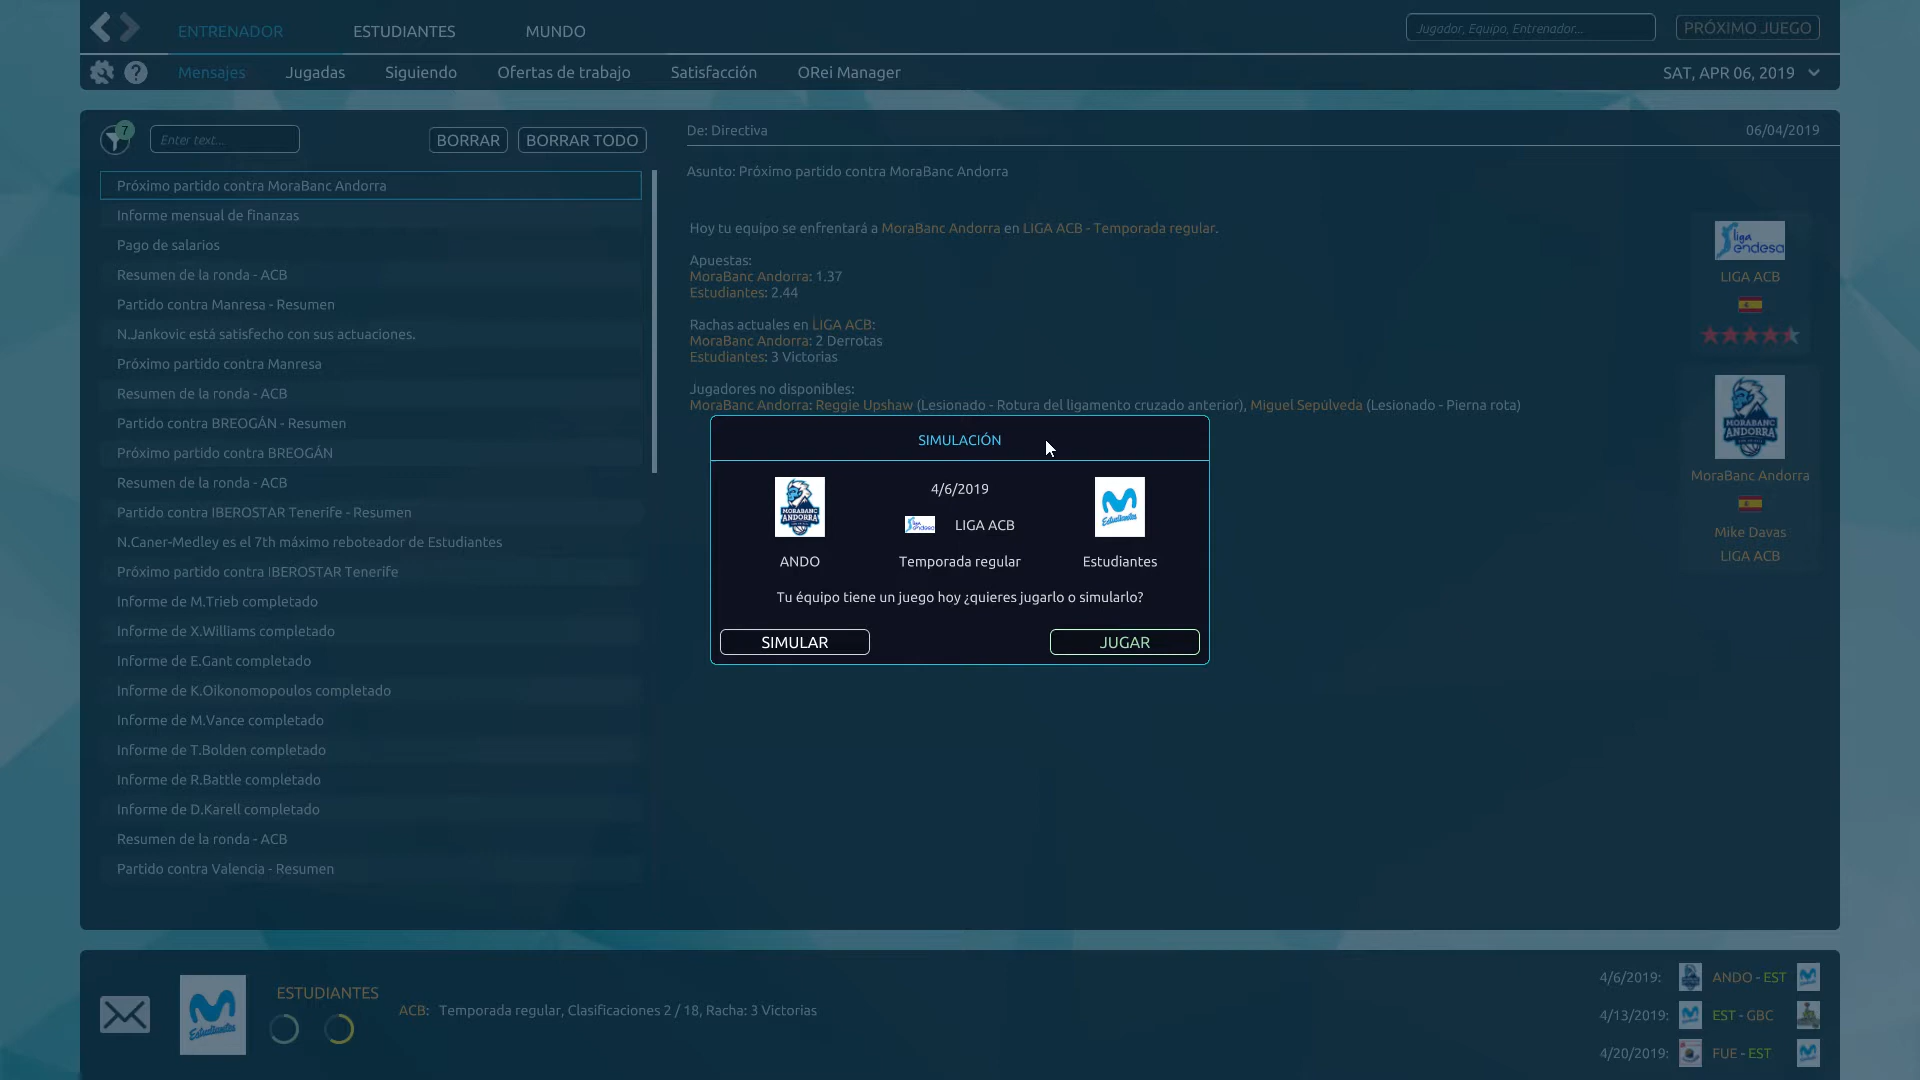 ENTRENADOR
ESTUDIANTES
MUNDO
Jugador, Equipo, Entrenador...
PRÓXIMO JUEGO
Mensajes
Jugadas
Siguiendo
Ofertas de trabajo
Satisfacción
ORei Manager
SAT, APR 06, 2019
7
Enter text...
BORRAR
BORRAR TODO
De: Directiva
06/04/2019
Asunto: Próximo partido contra MoraBanc Andorra
Próximo partido contra MoraBanc Andorra
Informe mensual de finanzas
Pago de salarios
Resumen de la ronda - ACB
Partido contra Manresa - Resumen
N.Jankovic está satisfecho con sus actuaciones.
Próximo partido contra Manresa
Resumen de la ronda - ACB
Partido contra BREOGÁN - Resumen
Próximo partido contra BREOGÁN
Resumen de la ronda - ACB
Partido contra IBEROSTAR Tenerife - Resumen
N.Caner-Medley es el 7th máximo reboteador de Estudiantes
Próximo partido contra IBEROSTAR Tenerife
Informe de M.Trieb completado
Informe de X.Williams completado
Informe de E.Gant completado
Informe de K.Oikonomopoulos completado
Informe de M.Vance completado
Informe de T.Bolden completado
Informe de R.Battle completado
Informe de D.Karell completado
Resumen de la ronda - ACB
Partido contra Valencia - Resumen
Hoy tu equipo se enfrentará a MoraBanc Andorra en LIGA ACB - Temporada regular.
Apuestas:
MoraBanc Andorra: 1.37
Estudiantes: 2.44
Rachas actuales en LIGA ACB:
MoraBanc Andorra: 2 Derrotas
Estudiantes: 3 Victorias
Jugadores no disponibles:
MoraBanc Andorra: Reggie Upshaw (Lesionado - Rotura del ligamento cruzado anterior), Miguel Sepúlveda (Lesionado - Pierna rota)
liga endesa
LIGA ACB
MORABANC ANDORRA
MoraBanc Andorra
Mike Davas
LIGA ACB
SIMULACIÓN
MORABANC ANDORRA
4/6/2019
Estudiantes
liga endesa
LIGA ACB
ANDO
Temporada regular
Estudiantes
Tu équipo tiene un juego hoy ¿quieres jugarlo o simularlo?
SIMULAR
JUGAR
Estudiantes
ESTUDIANTES
ACB: Temporada regular, Clasificaciones 2 / 18, Racha: 3 Victorias
4/6/2019: ANDO - EST
4/13/2019: EST - GBC
4/20/2019: FUE - EST